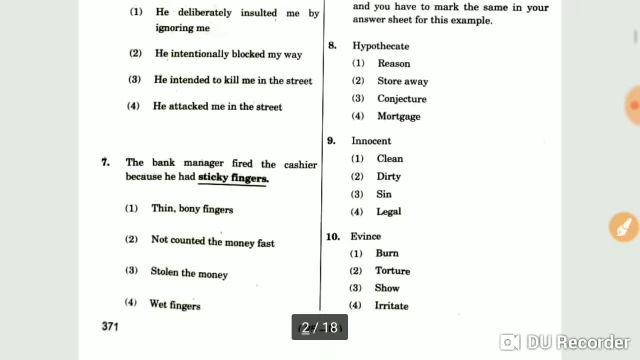 (1) He deliberately insulted me by
ignoring me
(2) He intentionally blocked my way
(3) He intended to kill me in the street
(4) He attacked me in the street
7. The bank manager fired the cashier
because he had sticky fingers.
(1) Thin, bony fingers
(2) Not counted the money fast
(3) Stolen the money
(4) Wet fingers
371
and you have to mark the same in your
answer sheet for this example.
8. Hypothecate
(1) Reason
(2) Store away
(3) Conjecture
(4) Mortgage
9. Innocent
(1) Clean
(2) Dirty
(3) Sin
(4) Legal
10. Evince
(1) Burn
(2) Torture
(3) Show
(4) Irritate
2 / 18
DU Recorder